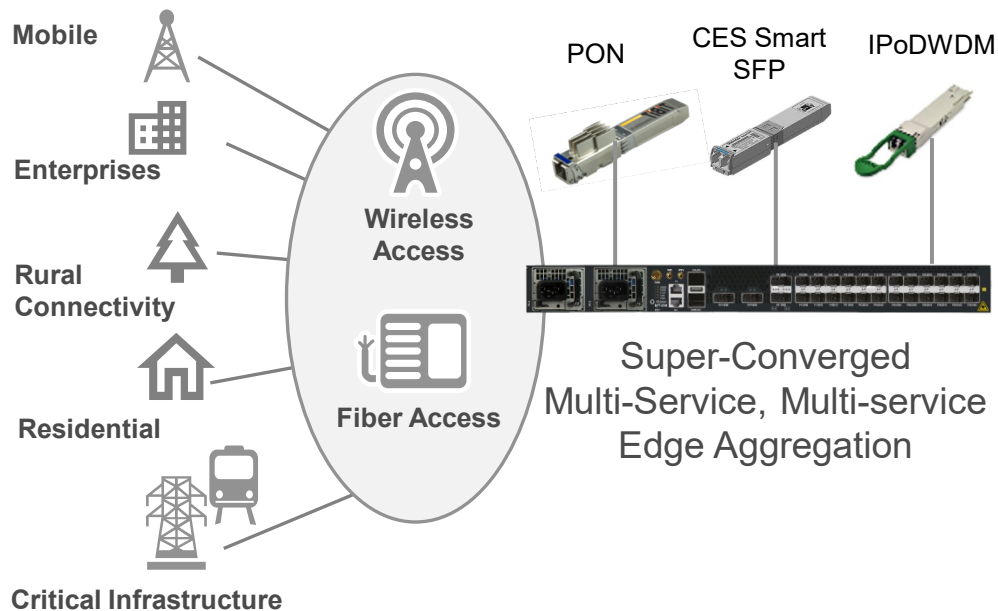 Mobile
Enterprises
Rural
Connectivity
Residential
Critical Infrastructure
Wireless
Access
Fiber Access
PON
CES Smart
SFP
IPoDWDM
Super-Converged
Multi-Service, Multi-service
Edge Aggregation